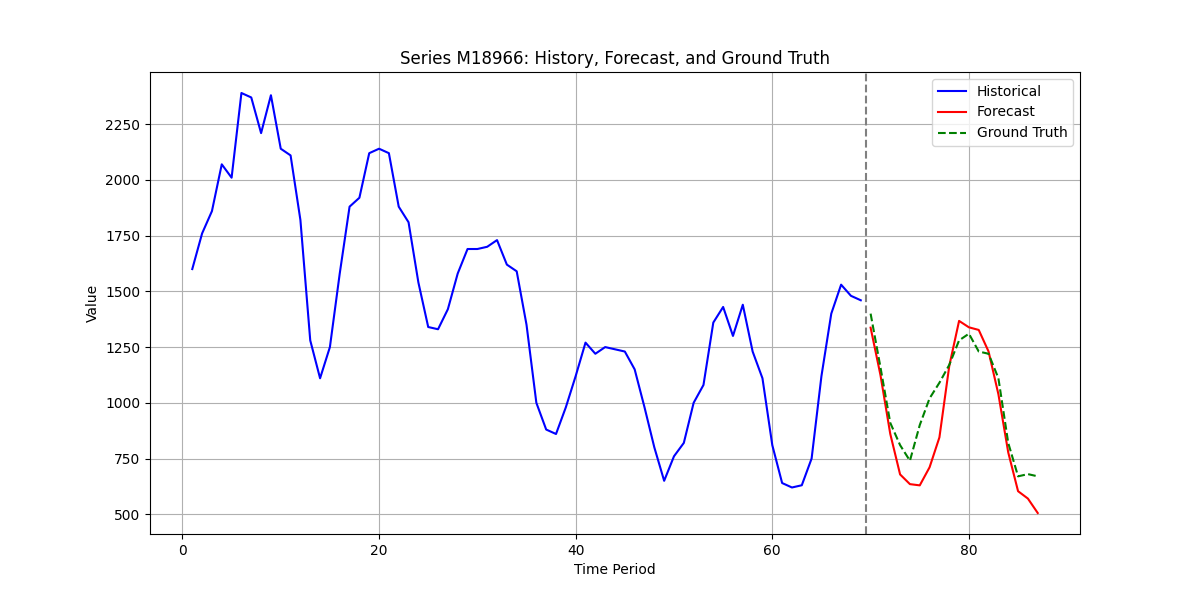 Series M18966: History, Forecast, and Ground Truth
Historical
Forecast
Ground Truth
Value
2250
2000
1750
1500
1250
1000
750
500
0 20 40 60 80
Time Period